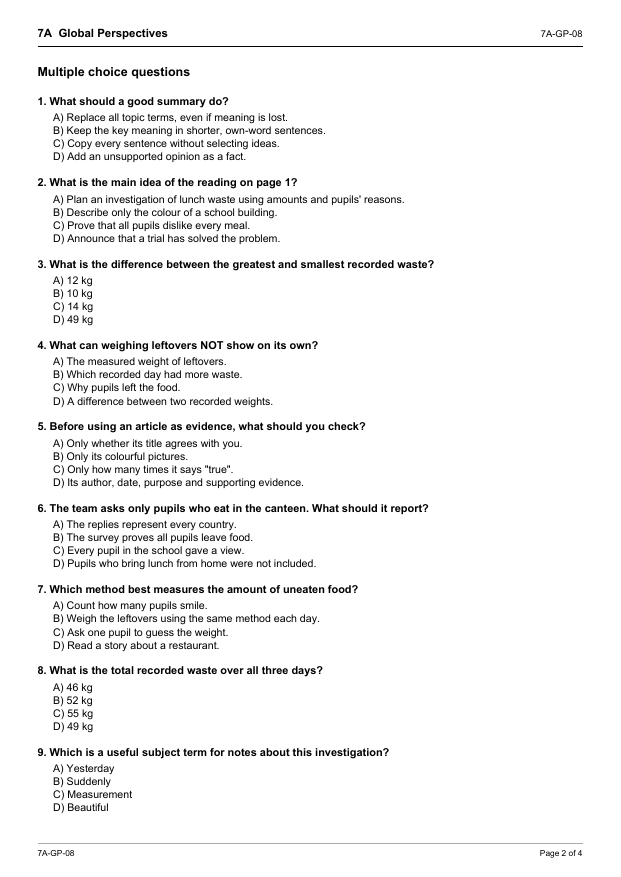 7A Global Perspectives
7A-GP-08
Multiple choice questions
1. What should a good summary do?
A) Replace all topic terms, even if meaning is lost.
B) Keep the key meaning in shorter, own-word sentences.
C) Copy every sentence without selecting ideas.
D) Add an unsupported opinion as a fact.
2. What is the main idea of the reading on page 1?
A) Plan an investigation of lunch waste using amounts and pupils' reasons.
B) Describe only the colour of a school building.
C) Prove that all pupils dislike every meal.
D) Announce that a trial has solved the problem.
3. What is the difference between the greatest and smallest recorded waste?
A) 12 kg
B) 10 kg
C) 14 kg
D) 49 kg
4. What can weighing leftovers NOT show on its own?
A) The measured weight of leftovers.
B) Which recorded day had more waste.
C) Why pupils left the food.
D) A difference between two recorded weights.
5. Before using an article as evidence, what should you check?
A) Only whether its title agrees with you.
B) Only its colourful pictures.
C) Only how many times it says "true".
D) Its author, date, purpose and supporting evidence.
6. The team asks only pupils who eat in the canteen. What should it report?
A) The replies represent every country.
B) The survey proves all pupils leave food.
C) Every pupil in the school gave a view.
D) Pupils who bring lunch from home were not included.
7. Which method best measures the amount of uneaten food?
A) Count how many pupils smile.
B) Weigh the leftovers using the same method each day.
C) Ask one pupil to guess the weight.
D) Read a story about a restaurant.
8. What is the total recorded waste over all three days?
A) 46 kg
B) 52 kg
C) 55 kg
D) 49 kg
9. Which is a useful subject term for notes about this investigation?
A) Yesterday
B) Suddenly
C) Measurement
D) Beautiful
7A-GP-08
Page 2 of 4